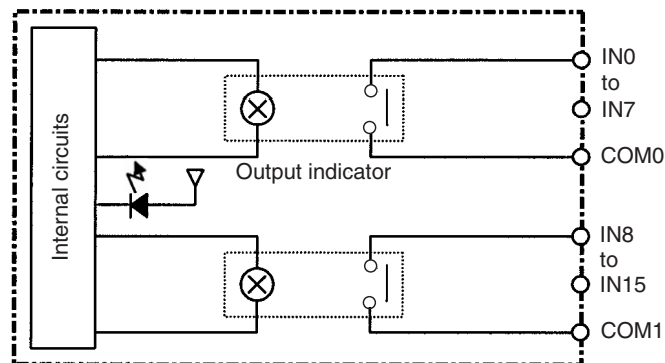 Internal circuits
IN0
to
IN7
COM0
Output indicator
IN8
to
IN15
COM1